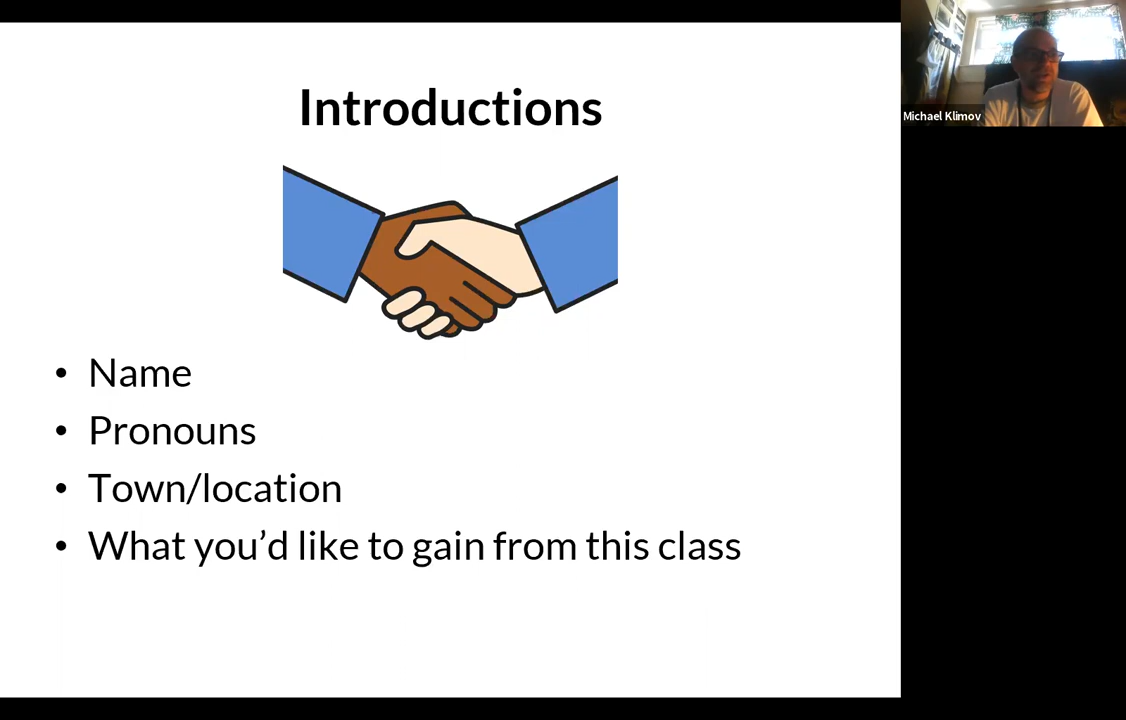 Introductions
Michael Klimov
• Name
• Pronouns
• Town/location
• What you’d like to gain from this class